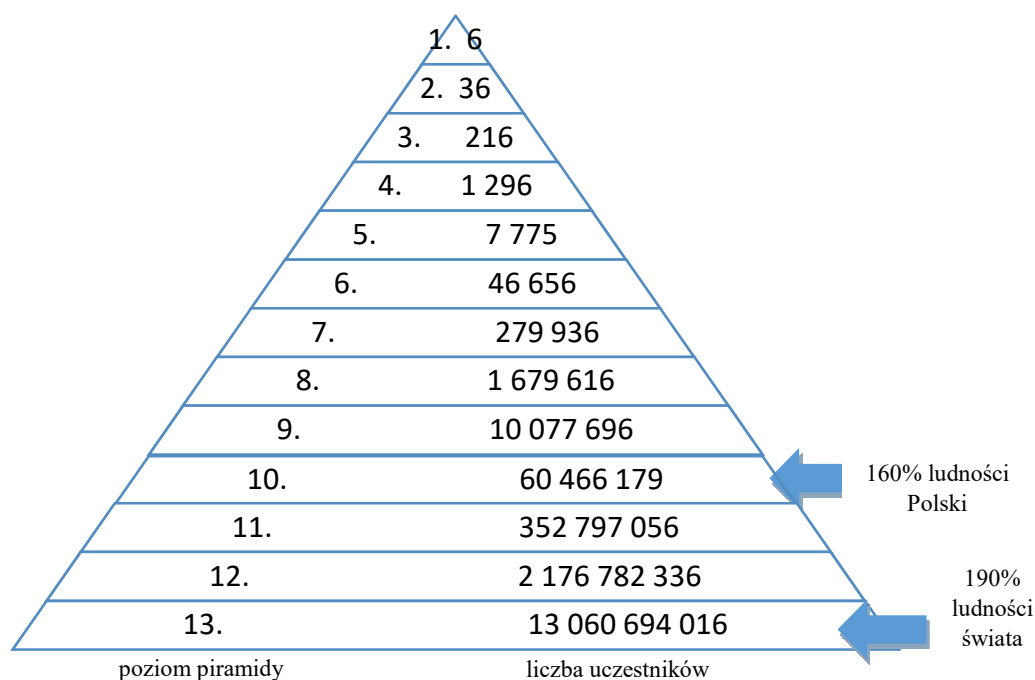 1. 6
2. 36
3. 216
4. 1 296
5. 7 775
6. 46 656
7. 279 936
8. 1 679 616
9. 10 077 696
10. 60 466 179
160% ludności
Polski
11. 352 797 056
12. 2 176 782 336
13. 13 060 694 016
190%
ludności
świata
poziom piramidy
liczba uczestników